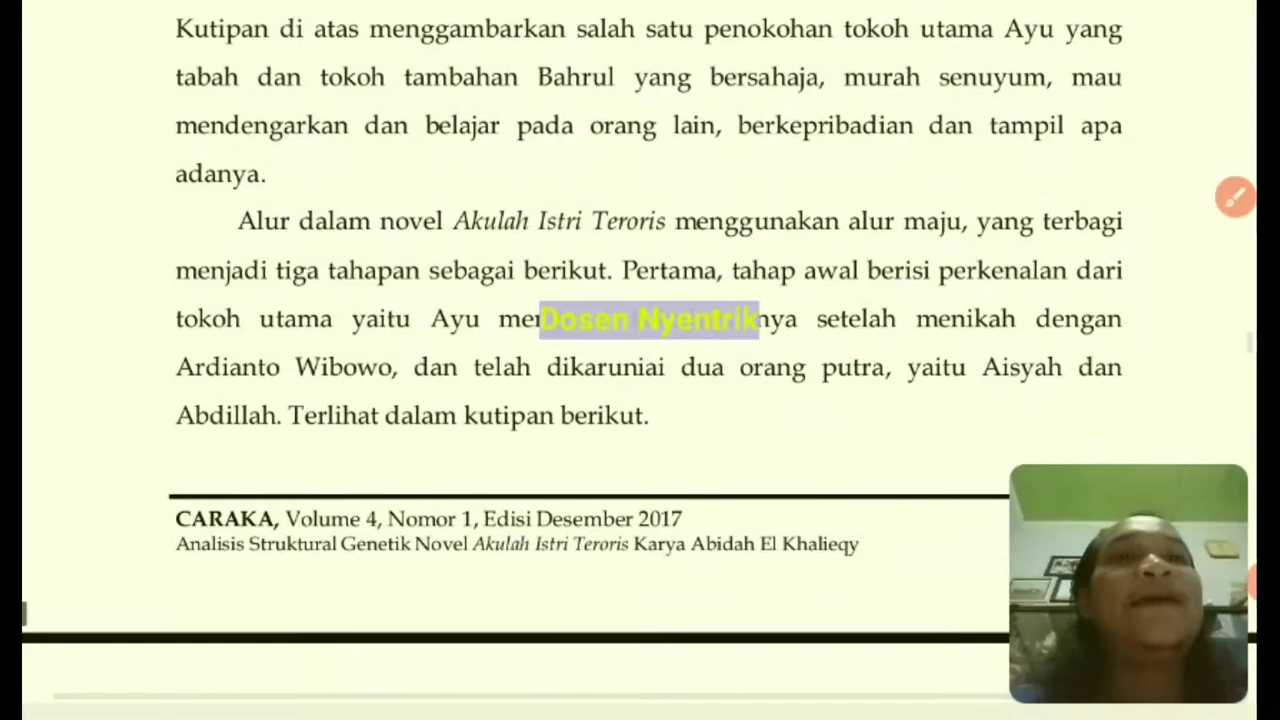 Kutipan di atas menggambarkan salah satu penokohan tokoh utama Ayu yang
tabah dan tokoh tambahan Bahrul yang bersahaja, murah senuyum, mau
mendengarkan dan belajar pada orang lain, berkepribadian dan tampil apa
adanya.
Alur dalam novel Akulah Istri Teroris menggunakan alur maju, yang terbagi
menjadi tiga tahapan sebagai berikut. Pertama, tahap awal berisi perkenalan dari
tokoh utama yaitu Ayu Dosen Nyentrik setelah menikah dengan
Ardianto Wibowo, dan telah dikaruniai dua orang putra, yaitu Aisyah dan
Abdillah. Terlihat dalam kutipan berikut.
CARAKA, Volume 4, Nomor 1, Edisi Desember 2017
Analisis Struktural Genetik Novel Akulah Istri Teroris Karya Abidah El Khalieqy